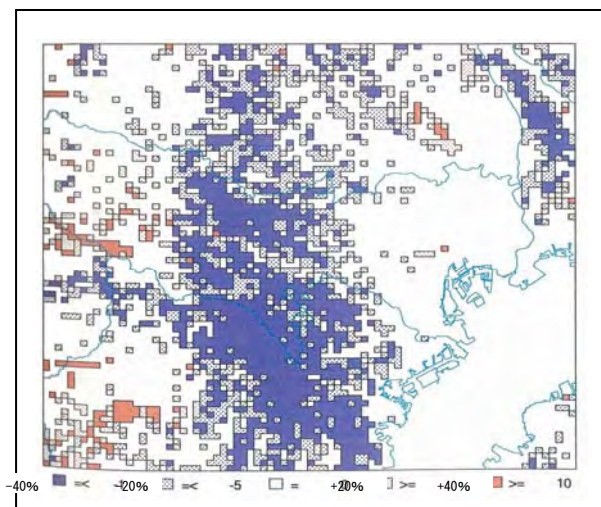 −40% =< −20% =< -5 = +20% >= +40% >= 10